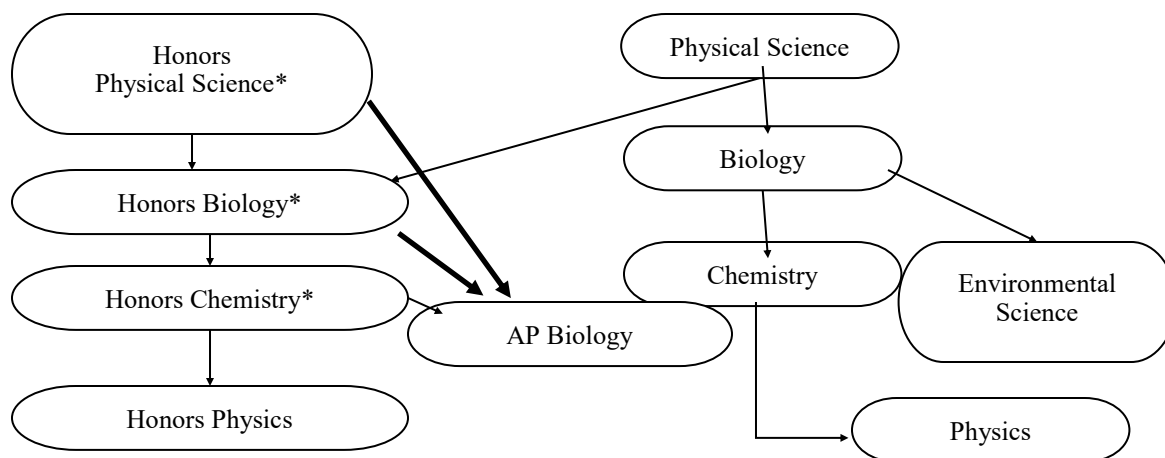 Honors
Physical Science*
Physical Science
Biology
Honors Biology*
Chemistry
Honors Chemistry*
Environmental
Science
AP Biology
Honors Physics
Physics